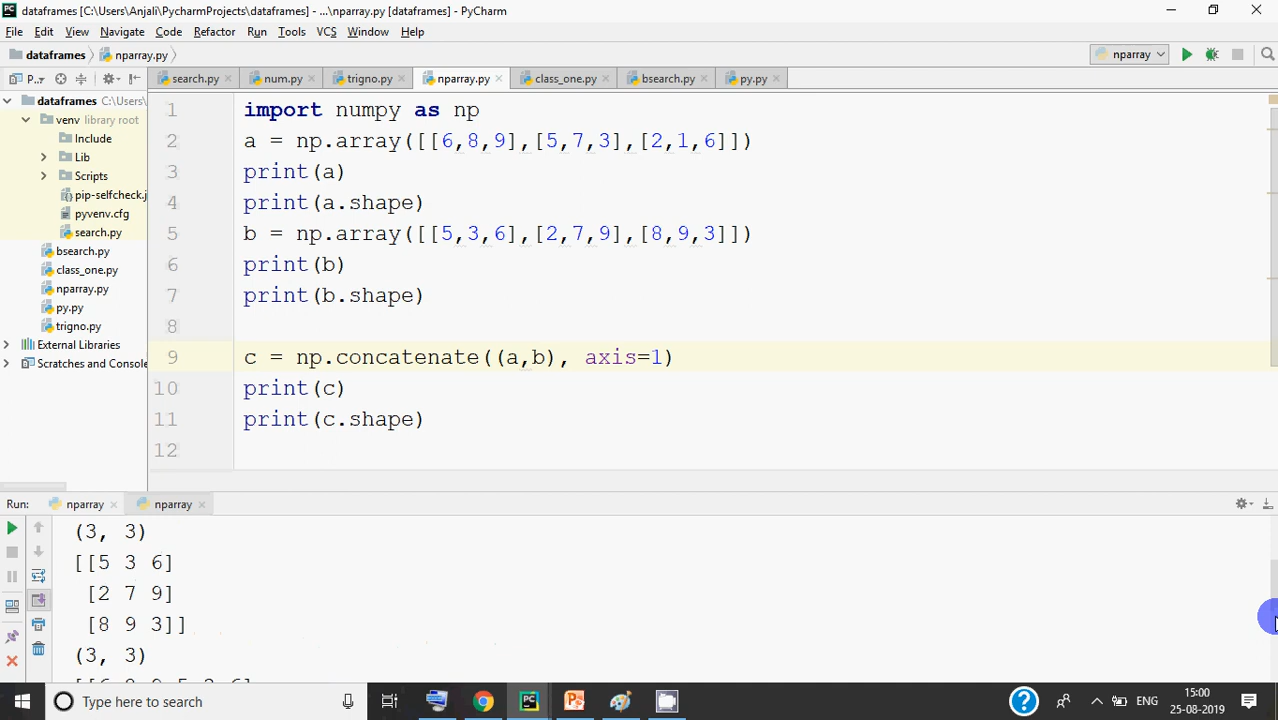 dataframes [C:\Users\Anjali\PycharmProjects\dataframes] - ...\nparray.py [dataframes] - PyCharm
File Edit View Navigate Code Refactor Run Tools VCS Window Help
dataframes nparray.py nparray
P.. search.py num.py trigno.py nparray.py class_one.py bsearch.py py.py
dataframes C:\Users\
venv library root
Include
Lib
Scripts
pip-selfcheck.j
pyvenv.cfg
search.py
bsearch.py
class_one.py
nparray.py
py.py
trigno.py
External Libraries
Scratches and Console
1 import numpy as np
2 a = np.array([[6,8,9],[5,7,3],[2,1,6]])
3 print(a)
4 print(a.shape)
5 b = np.array([[5,3,6],[2,7,9],[8,9,3]])
6 print(b)
7 print(b.shape)
8
9 c = np.concatenate((a,b), axis=1)
10 print(c)
11 print(c.shape)
12
Run: nparray nparray
(3, 3)
[[5 3 6]
[2 7 9]
[8 9 3]]
(3, 3)
Type here to search
ENG
15:00
25-08-2019